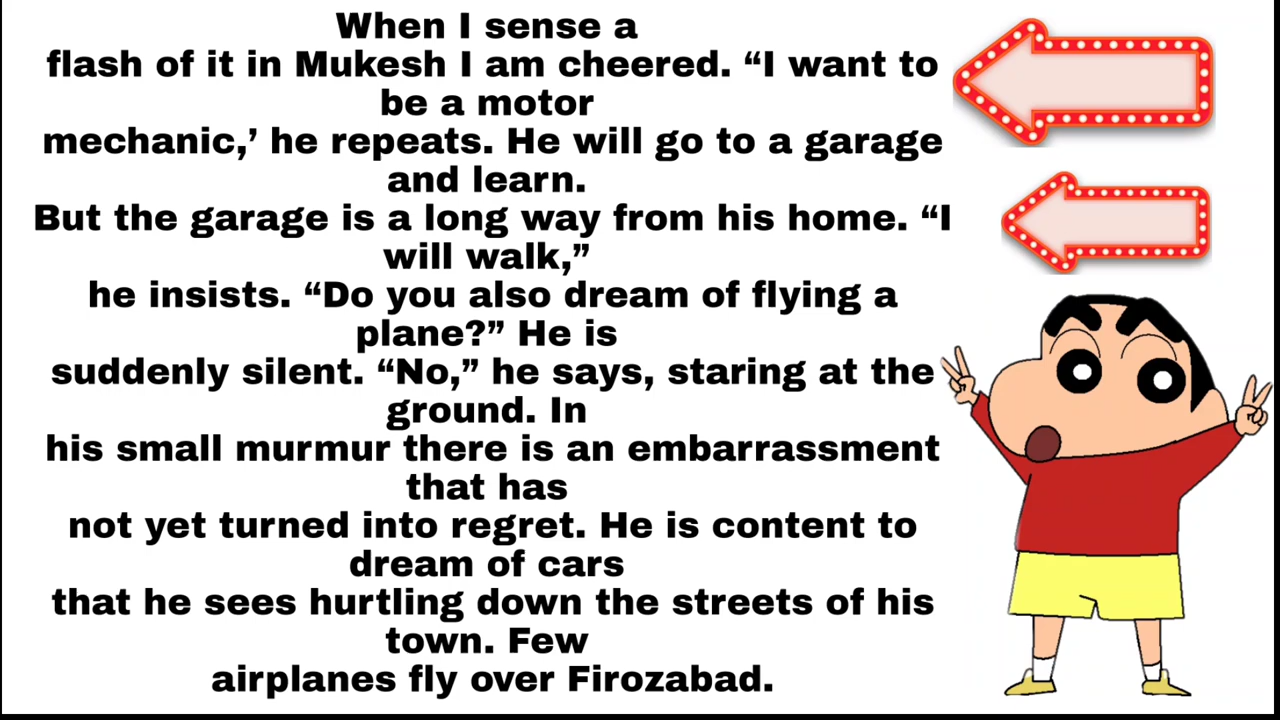 When I sense a
flash of it in Mukesh I am cheered. “I want to
be a motor
mechanic,’ he repeats. He will go to a garage
and learn.
But the garage is a long way from his home. “I
will walk,”
he insists. “Do you also dream of flying a
plane?” He is
suddenly silent. “No,” he says, staring at the
ground. In
his small murmur there is an embarrassment
that has
not yet turned into regret. He is content to
dream of cars
that he sees hurtling down the streets of his
town. Few
airplanes fly over Firozabad.